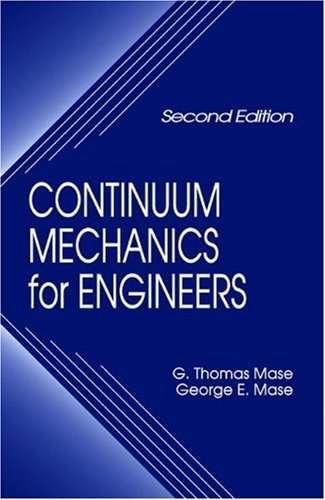 Second Edition
CONTINUUM
MECHANICS
for ENGINEERS
G. Thomas Mase
George E. Mase